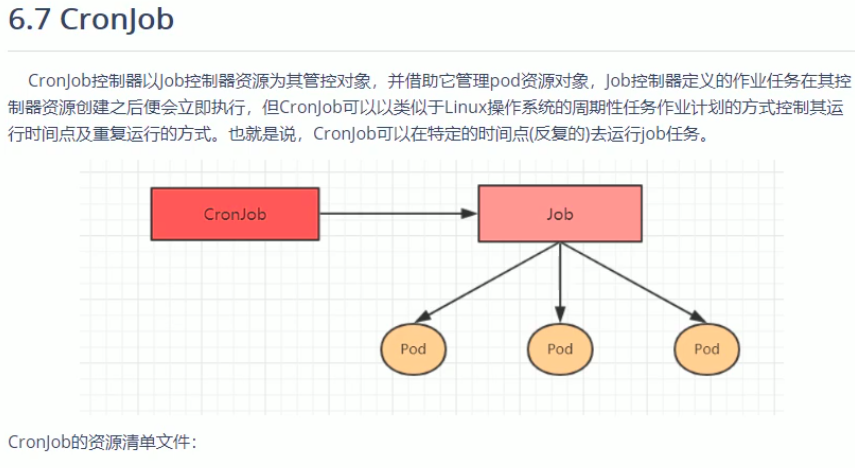 6.7 CronJob
CronJob控制器以Job控制器资源为其管控对象，并借助它管理pod资源对象，Job控制器定义的作业任务在其控
制器资源创建之后便会立即执行，但CronJob可以以类似于Linux操作系统的周期性任务作业计划的方式控制其运
行时间点及重复运行的方式。也就是说，CronJob可以在特定的时间点(反复的)去运行job任务。
CronJob
Job
Pod
Pod
Pod
CronJob的资源清单文件：